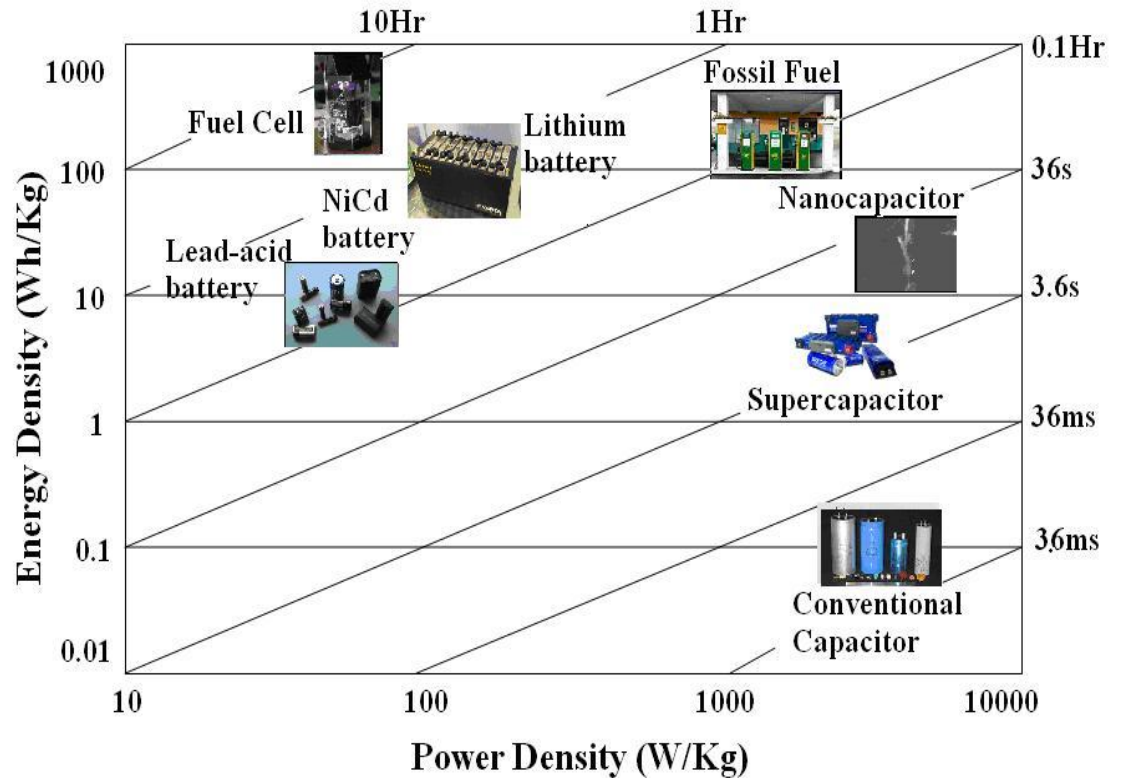 10Hr
1Hr
0.1Hr
1000
Fossil Fuel
Fuel Cell
Lithium
battery
100
36s
NiCd
battery
Nanocapacitor
Lead-acid
battery
10
3.6s
Supercapacitor
1
36ms
0.1
3.6ms
Conventional
Capacitor
0.01
10
100
1000
10000
Energy Density (Wh/Kg)
Power Density (W/Kg)